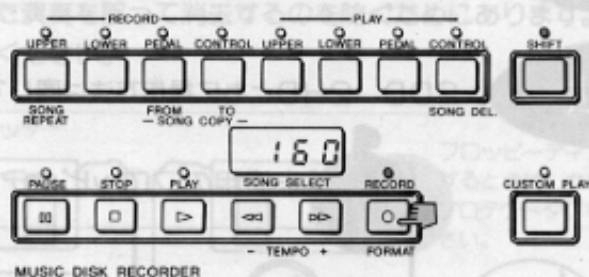 RECORD PLAY
UPPER LOWER PEDAL CONTROL UPPER LOWER PEDAL CONTROL SHIFT
SONG REPEAT FROM TO SONG DEL.
SONG COPY
160
PAUSE STOP PLAY SONG SELECT RECORD CUSTOM PLAY
- TEMPO + FORMAT
MUSIC DISK RECORDER